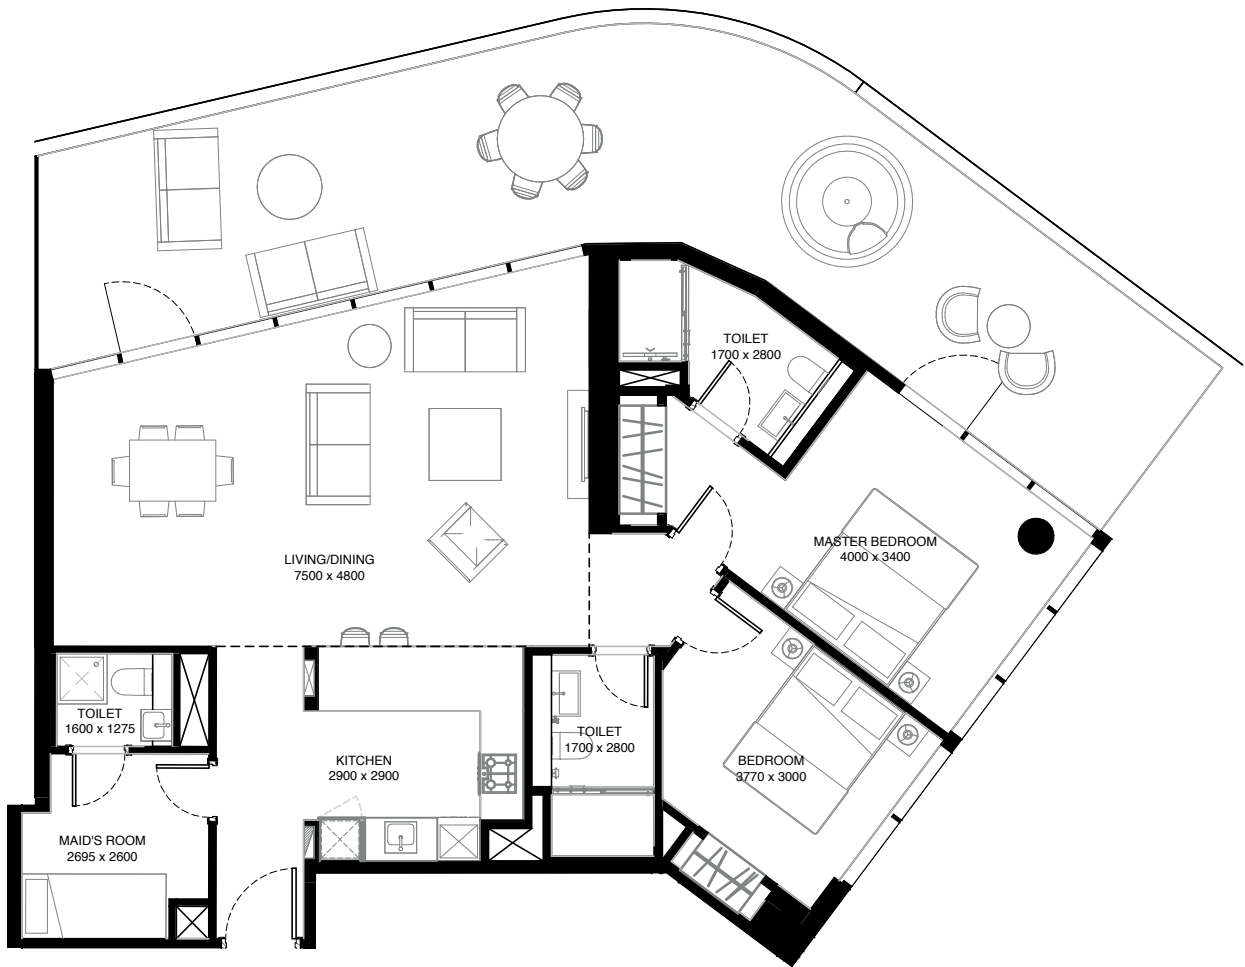 TOILET
1700 x 2800
MASTER BEDROOM
4000 x 3400
LIVING/DINING
7500 x 4800
TOILET
1600 x 1275
TOILET
1700 x 2800
KITCHEN
2900 x 2900
BEDROOM
3770 x 3000
MAID'S ROOM
2695 x 2600